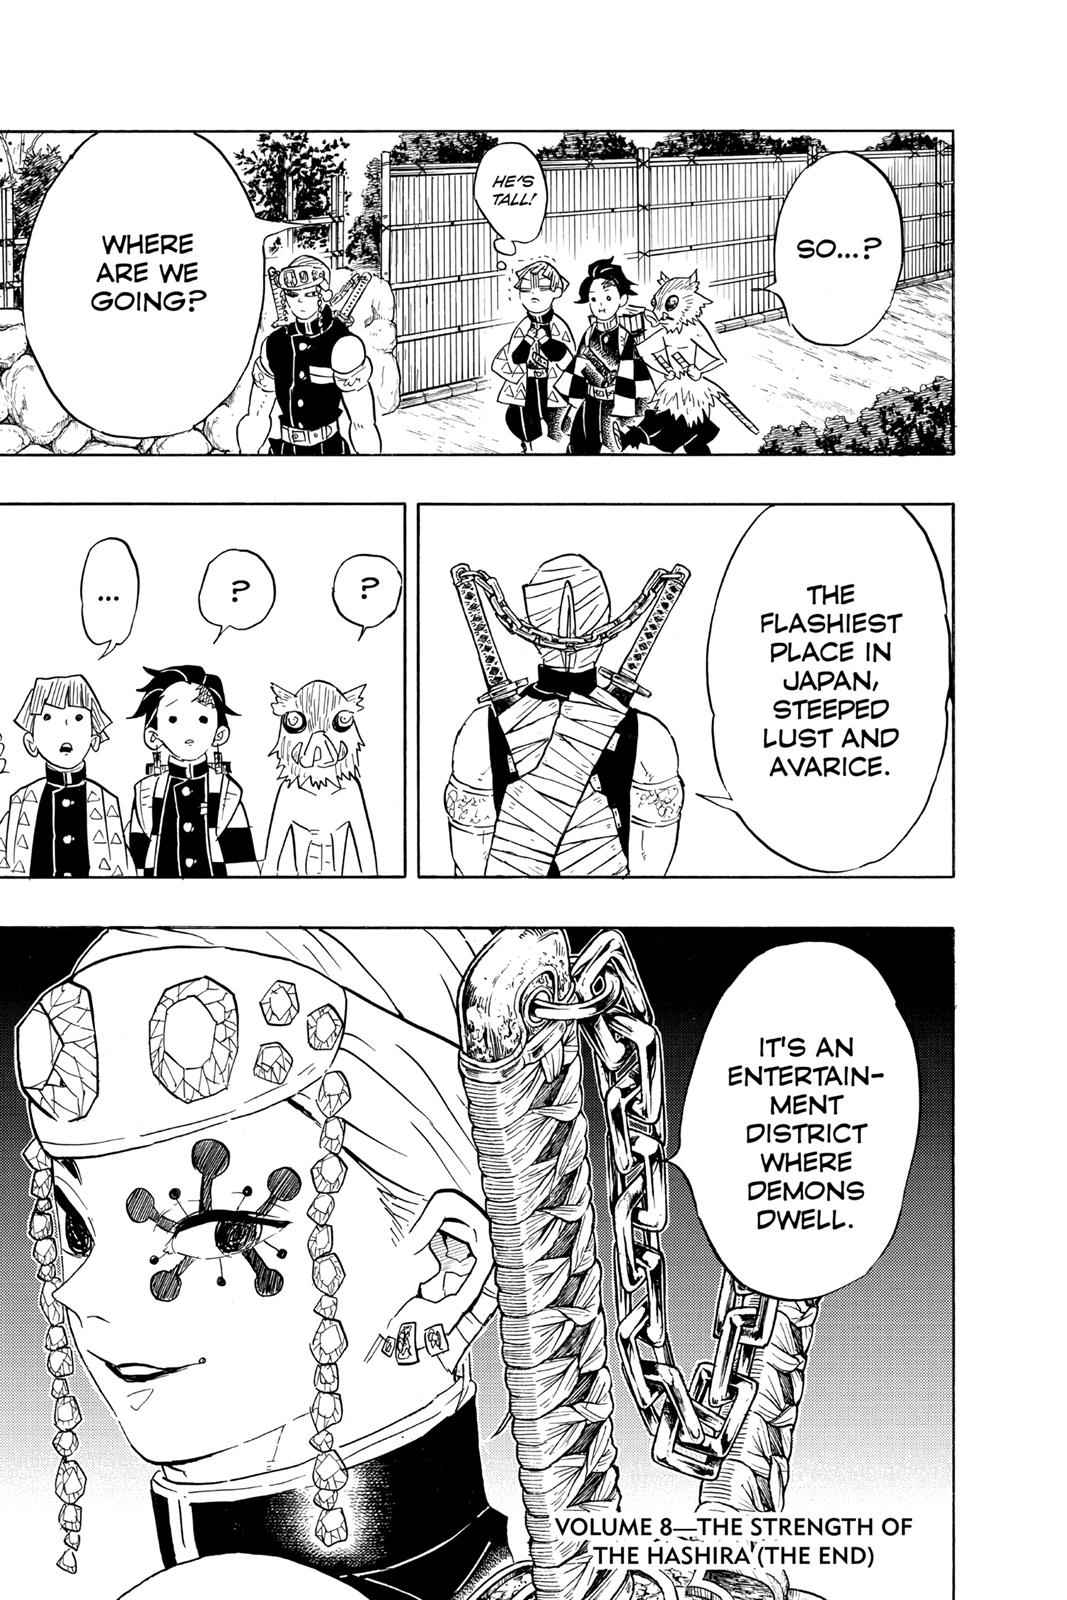 SO...?
HE'S
TALL!
WHERE
ARE WE
GOING?
THE
FLASHIEST
PLACE IN
JAPAN,
STEEPED
LUST AND
AVARICE.
?
?
...
IT'S AN
ENTERTAIN-
MENT
DISTRICT
WHERE
DEMONS
DWELL.
VOLUME 8—THE STRENGTH OF
THE HASHIRA (THE END)